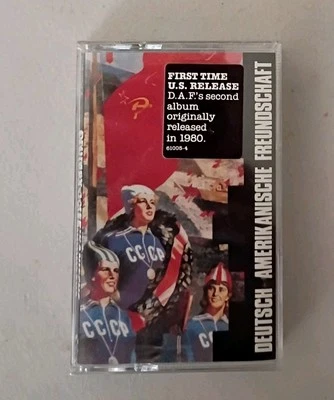 FIRST TIME
U.S. RELEASE
D.A.F.'s second
album
originally
released
in 1980.
61005-4
DEUTSCH AMERIKANISCHE FREUNDSCHAFT
CCCP
CCCP
CCCP